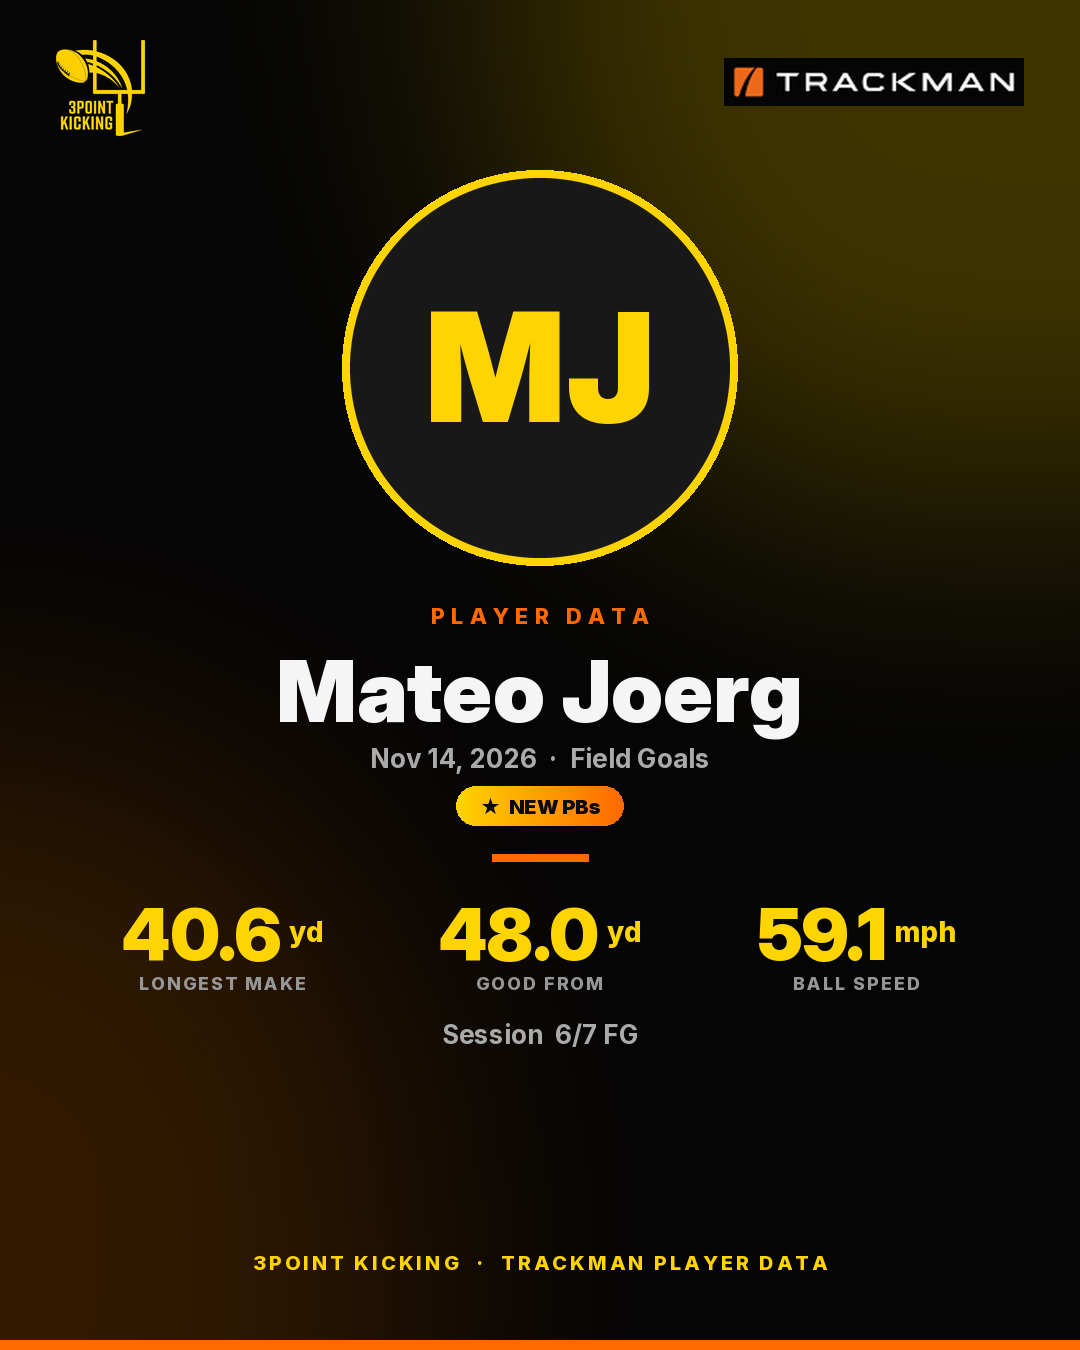 3POINT
KICKING
TRACKMAN
MJ
PLAYER DATA
Mateo Joerg
Nov 14, 2026 · Field Goals
★ NEW PBs
40.6 yd 48.0 yd 59.1 mph
LONGEST MAKE GOOD FROM BALL SPEED
Session 6/7 FG
3POINT KICKING · TRACKMAN PLAYER DATA